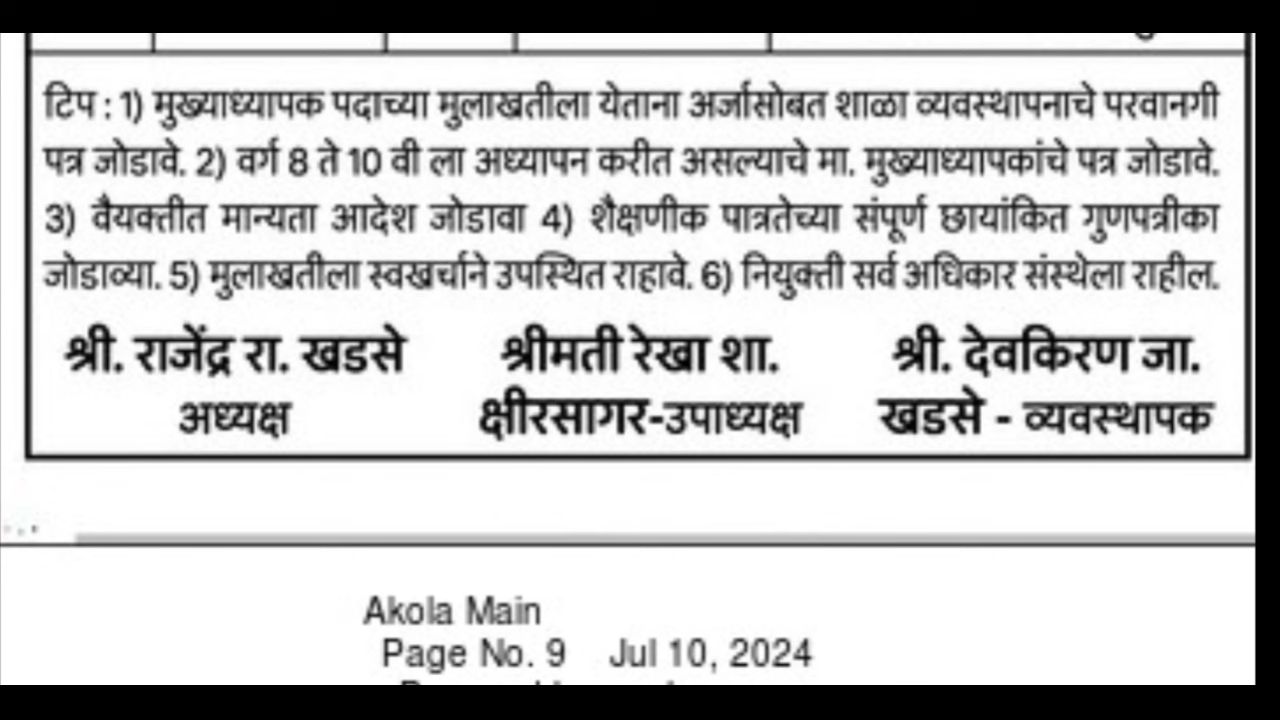 टिप : 1) मुख्याध्यापक पदाच्या मुलाखतीला येताना अर्जासोबत शाळा व्यवस्थापनाचे परवानगी
पत्र जोडावे. 2) वर्ग 8 ते 10 वी ला अध्यापन करीत असल्याचे मा. मुख्याध्यापकांचे पत्र जोडावे.
3) वैयक्तीत मान्यता आदेश जोडावा 4) शैक्षणीक पात्रतेच्या संपूर्ण छायांकित गुणपत्रीका
जोडाव्या. 5) मुलाखतीला स्वखर्चाने उपस्थित राहावे. 6) नियुक्ती सर्व अधिकार संस्थेला राहील.
श्री. राजेंद्र रा. खडसे श्रीमती रेखा शा. श्री. देवकिरण जा.
अध्यक्ष क्षीरसागर-उपाध्यक्ष खडसे - व्यवस्थापक
Akola Main
Page No. 9 Jul 10, 2024